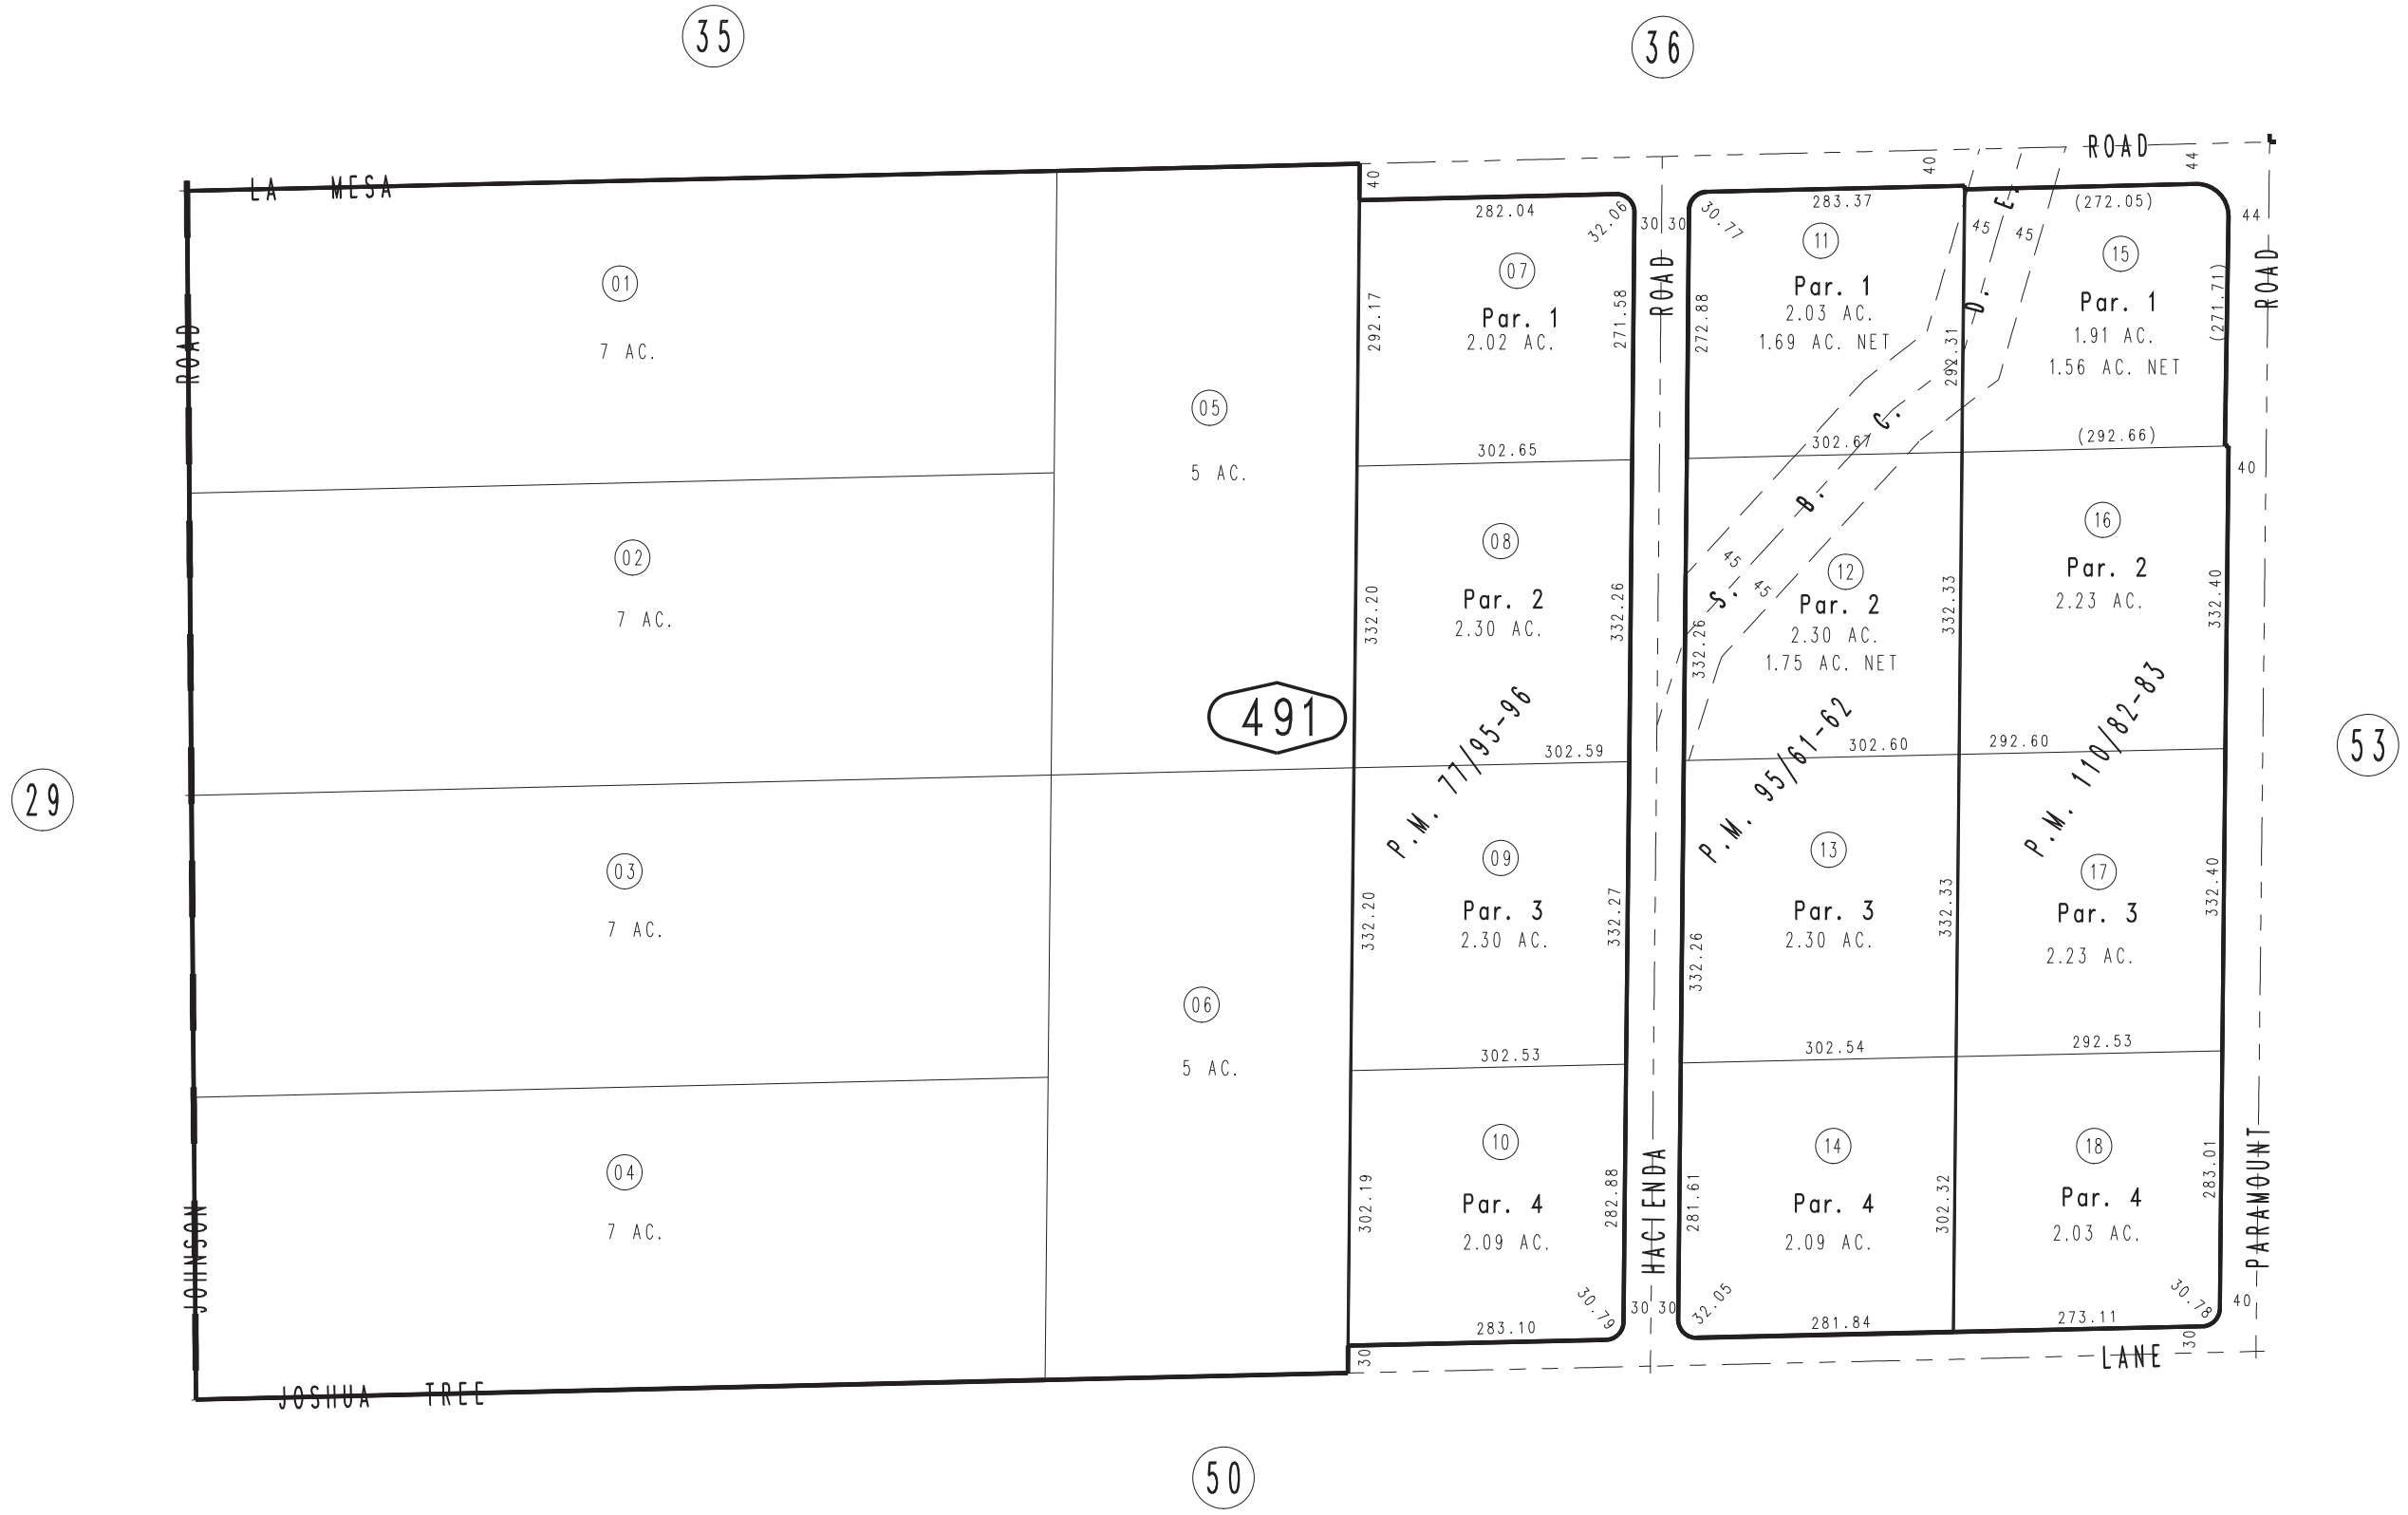 35
36
LA MESA
ROAD
40
40
44
282.04
32.06
30 30
30.77
283.37
(272.05)
44
45
45
ROAD
01
7 AC.
02
7 AC.
03
7 AC.
04
7 AC.
05
5 AC.
06
5 AC.
491
ROAD
JOHNSON
29
292.17
07
Par. 1
2.02 AC.
271.58
302.65
332.20
08
Par. 2
2.30 AC.
332.26
302.59
P.M. 77/95-96
332.20
09
Par. 3
2.30 AC.
332.27
302.53
302.19
10
Par. 4
2.09 AC.
282.88
30.79
283.10
30
ROAD
HACIENDA
30 30
272.88
11
Par. 1
2.03 AC.
1.69 AC. NET
292.31
302.67
S. B. C. D. E.
45
45
332.26
12
Par. 2
2.30 AC.
1.75 AC. NET
332.33
302.60
P.M. 95/61-62
332.26
13
Par. 3
2.30 AC.
332.33
302.54
281.61
14
Par. 4
2.09 AC.
302.32
32.05
281.84
15
Par. 1
1.91 AC.
1.56 AC. NET
(271.71)
(292.66)
40
16
Par. 2
2.23 AC.
332.40
292.60
P.M. 110/82-83
17
Par. 3
2.23 AC.
332.40
292.53
18
Par. 4
2.03 AC.
283.01
30.78
273.11
40
30
PARAMOUNT
53
JOSHUA TREE
LANE
50